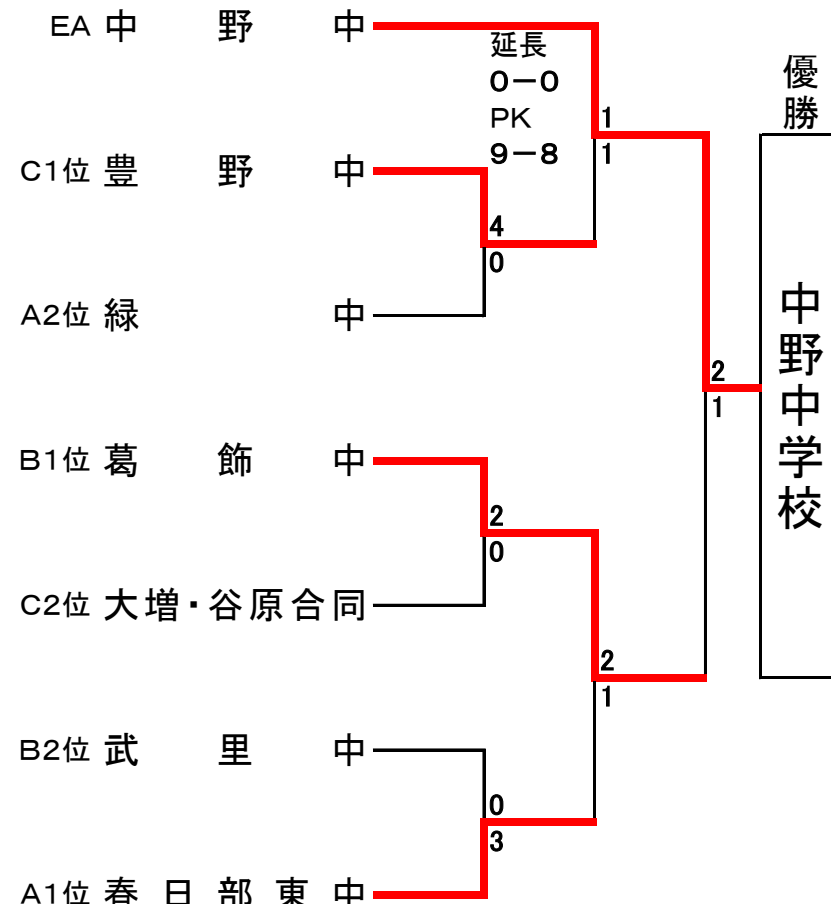 EA 中野中
延長
0-0
PK
9-8
優勝
1
1
C1位 豊野中
4
0
A2位 緑中
中野中学校
2
1
B1位 葛飾中
2
0
C2位 大増・谷原合同
2
1
B2位 武里中
0
3
A1位 春日部東中